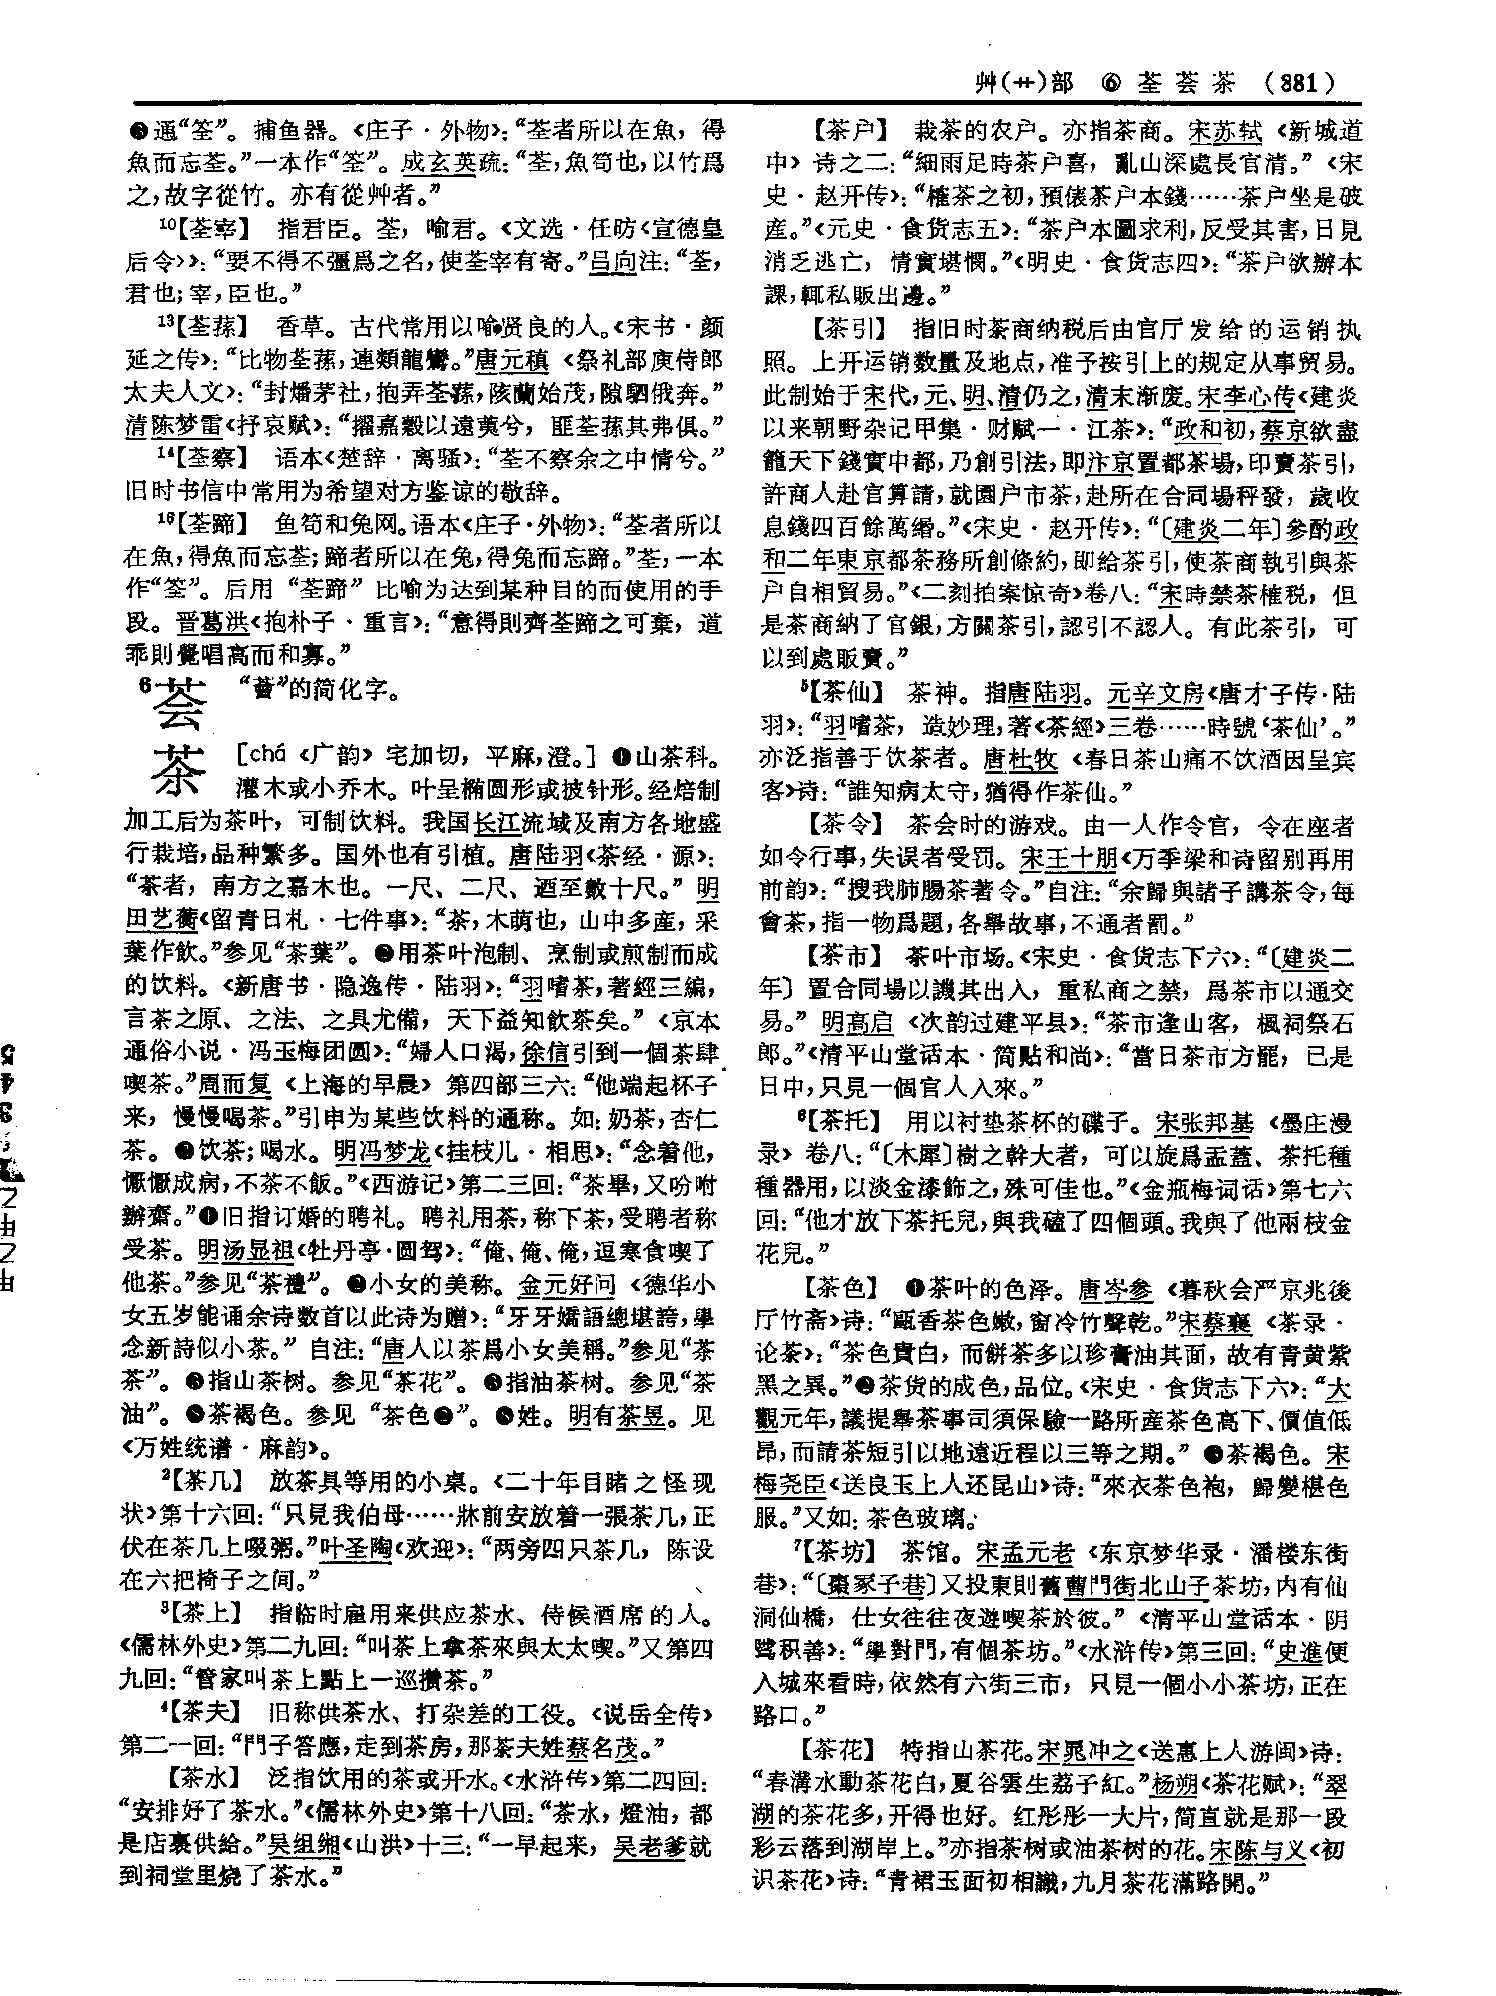 艸(艹)部 ⑥ 荃荟茶 (381)
❸通“筌”。捕鱼器。《庄子·外物》：“荃者所以在魚，得
魚而忘荃。”一本作“筌”。成玄英疏：“荃，魚笱也，以竹爲
之，故字從竹。亦有從艸者。”
10【荃宰】 指君臣。荃，喻君。《文选·任昉〈宣德皇
后令〉》：“要不得不彊爲之名，使荃宰有寄。”吕向注：“荃，
君也；宰，臣也。”
13【荃蓀】 香草。古代常用以喻贤良的人。《宋书·颜
延之传》：“比物荃蓀，連類龍鸞。”唐元稹《祭礼部庾侍郎
太夫人文》：“封燔茅社，抱弄荃蓀，陔蘭始茂，隙駟俄奔。”
清陈梦雷《抒哀赋》：“擢嘉穀以遠荑兮，匪荃蓀其弗俱。”
14【荃察】 语本《楚辞·离骚》：“荃不察余之中情兮。”
旧时书信中常用为希望对方鉴谅的敬辞。
16【荃蹄】 鱼笱和兔网。语本《庄子·外物》：“荃者所以
在魚，得魚而忘荃；蹄者所以在兔，得兔而忘蹄。”荃，一本
作“筌”。后用“荃蹄”比喻为达到某种目的而使用的手
段。晋葛洪《抱朴子·重言》：“意得則齊荃蹄之可棄，道
乖則覺唱高而和寡。”
6荟 “薈”的简化字。
茶 [chá《广韵》宅加切，平麻，澄。] ❶山茶科。
灌木或小乔木。叶呈椭圆形或披针形。经焙制
加工后为茶叶，可制饮料。我国长江流域及南方各地盛
行栽培，品种繁多。国外也有引植。唐陆羽《茶经·源》：
“茶者，南方之嘉木也。一尺、二尺、迺至數十尺。”明
田艺蘅《留青日札·七件事》：“茶，木萌也，山中多産，采
葉作飲。”参见“茶葉”。❷用茶叶泡制、烹制或煎制而成
的饮料。《新唐书·隐逸传·陆羽》：“羽嗜茶，著經三編，
言茶之原、之法、之具尤備，天下益知飲茶矣。”《京本
通俗小说·冯玉梅团圆》：“婦人口渴，徐信引到一個茶肆
喫茶。”周而复《上海的早晨》第四部三六：“他端起杯子
来，慢慢喝茶。”引申为某些饮料的通称。如：奶茶，杏仁
茶。❸饮茶；喝水。明冯梦龙《挂枝儿·相思》：“念着他，
懨懨成病，不茶不飯。”《西游记》第二三回：“茶畢，又吩咐
辦齋。”❹旧指订婚的聘礼。聘礼用茶，称下茶，受聘者称
受茶。明汤显祖《牡丹亭·圆驾》：“俺、俺、俺，逗寒食喫了
他茶。”参见“茶禮”。❺小女的美称。金元好问《德华小
女五岁能诵余诗数首以此诗为赠》：“牙牙嬌語總堪誇，學
念新詩似小茶。”自注：“唐人以茶爲小女美稱。”参见“茶
茶”。❻指山茶树。参见“茶花”。❼指油茶树。参见“茶
油”。❽茶褐色。参见“茶色❸”。❾姓。明有茶昱。见
《万姓统谱·麻韵》。
2【茶几】 放茶具等用的小桌。《二十年目睹之怪现
状》第十六回：“只見我伯母……牀前安放着一張茶几，正
伏在茶几上啜粥。”叶圣陶《欢迎》：“两旁四只茶几，陈设
在六把椅子之间。”
3【茶上】 指临时雇用来供应茶水、侍候酒席的人。
《儒林外史》第二九回：“叫茶上拿茶來與太太喫。”又第四
九回：“管家叫茶上點上一巡攢茶。”
4【茶夫】 旧称供茶水、打杂差的工役。《说岳全传》
第二一回：“門子答應，走到茶房，那茶夫姓蔡名茂。”
【茶水】 泛指饮用的茶或开水。《水浒传》第二四回：
“安排好了茶水。”《儒林外史》第十八回：“茶水，燈油，都
是店裏供給。”吴组缃《山洪》十三：“一早起来，吴老爹就
到祠堂里烧了茶水。”
【茶户】 栽茶的农户。亦指茶商。宋苏轼《新城道
中》诗之二：“細雨足時茶户喜，亂山深處長官清。”《宋
史·赵开传》：“榷茶之初，預俵茶户本錢……茶户坐是破
産。”《元史·食货志五》：“茶户本圖求利，反受其害，日見
消乏逃亡，情實堪憫。”《明史·食货志四》：“茶户欲辦本
課，輒私販出邊。”
【茶引】 指旧时茶商纳税后由官厅发给的运销执
照。上开运销数量及地点，准予按引上的规定从事贸易。
此制始于宋代，元、明、清仍之，清末渐废。宋李心传《建炎
以来朝野杂记甲集·财赋一·江茶》：“政和初，蔡京欲盡
籠天下錢實中都，乃創引法，即汴京置都茶場，印賣茶引，
許商人赴官算請，就園户市茶，赴所在合同場秤發，歲收
息錢四百餘萬緡。”《宋史·赵开传》：“〔建炎二年〕參酌政
和二年東京都茶務所創條約，即給茶引，使茶商執引與茶
户自相貿易。”《二刻拍案惊奇》卷八：“宋時禁茶榷税，但
是茶商納了官銀，方關茶引，認引不認人。有此茶引，可
以到處販賣。”
5【茶仙】 茶神。指唐陆羽。元辛文房《唐才子传·陆
羽》：“羽嗜茶，造妙理，著《茶經》三卷……時號‘茶仙’。”
亦泛指善于饮茶者。唐杜牧《春日茶山痛不饮酒因呈宾
客》诗：“誰知病太守，猶得作茶仙。”
【茶令】 茶会时的游戏。由一人作令官，令在座者
如令行事，失误者受罚。宋王十朋《万季梁和诗留别再用
前韵》：“搜我肺腸茶著令。”自注：“余歸與諸子講茶令，每
會茶，指一物爲題，各舉故事，不通者罰。”
【茶市】 茶叶市场。《宋史·食货志下六》：“〔建炎二
年〕置合同場以譏其出入，重私商之禁，爲茶市以通交
易。”明高启《次韵过建平县》：“茶市逢山客，楓祠祭石
郎。”《清平山堂话本·简贴和尚》：“當日茶市方罷，已是
日中，只見一個官人入來。”
6【茶托】 用以衬垫茶杯的碟子。宋张邦基《墨庄漫
录》卷八：“〔木犀〕樹之幹大者，可以旋爲盂蓋、茶托種
種器用，以淡金漆飾之，殊可佳也。”《金瓶梅词话》第七六
回：“他才放下茶托兒，與我磕了四個頭。我與了他兩枝金
花兒。”
【茶色】 ❶茶叶的色泽。唐岑参《暮秋会严京兆後
厅竹斋》诗：“甌香茶色嫩，窗冷竹聲乾。”宋蔡襄《茶录·
论茶》：“茶色貴白，而餅茶多以珍膏油其面，故有青黄紫
黑之異。”❷茶货的成色，品位。《宋史·食货志下六》：“大
觀元年，議提舉茶事司須保驗一路所産茶色高下、價值低
昂，而請茶短引以地遠近程以三等之期。”❸茶褐色。宋
梅尧臣《送良玉上人还昆山》诗：“來衣茶色袍，歸變椹色
服。”又如：茶色玻璃。
7【茶坊】 茶馆。宋孟元老《东京梦华录·潘楼东街
巷》：“〔棗冢子巷〕又投東則舊曹門街北山子茶坊，内有仙
洞仙橋，仕女往往夜遊喫茶於彼。”《清平山堂话本·阴
骘积善》：“學對門，有個茶坊。”《水浒传》第三回：“史進便
入城來看時，依然有六街三市，只見一個小小茶坊，正在
路口。”
【茶花】 特指山茶花。宋晁冲之《送惠上人游闽》诗：
“春溝水動茶花白，夏谷雲生荔子紅。”杨朔《茶花赋》：“翠
湖的茶花多，开得也好。红彤彤一大片，简直就是那一段
彩云落到湖岸上。”亦指茶树或油茶树的花。宋陈与义《初
识茶花》诗：“青裙玉面初相識，九月茶花滿路開。”